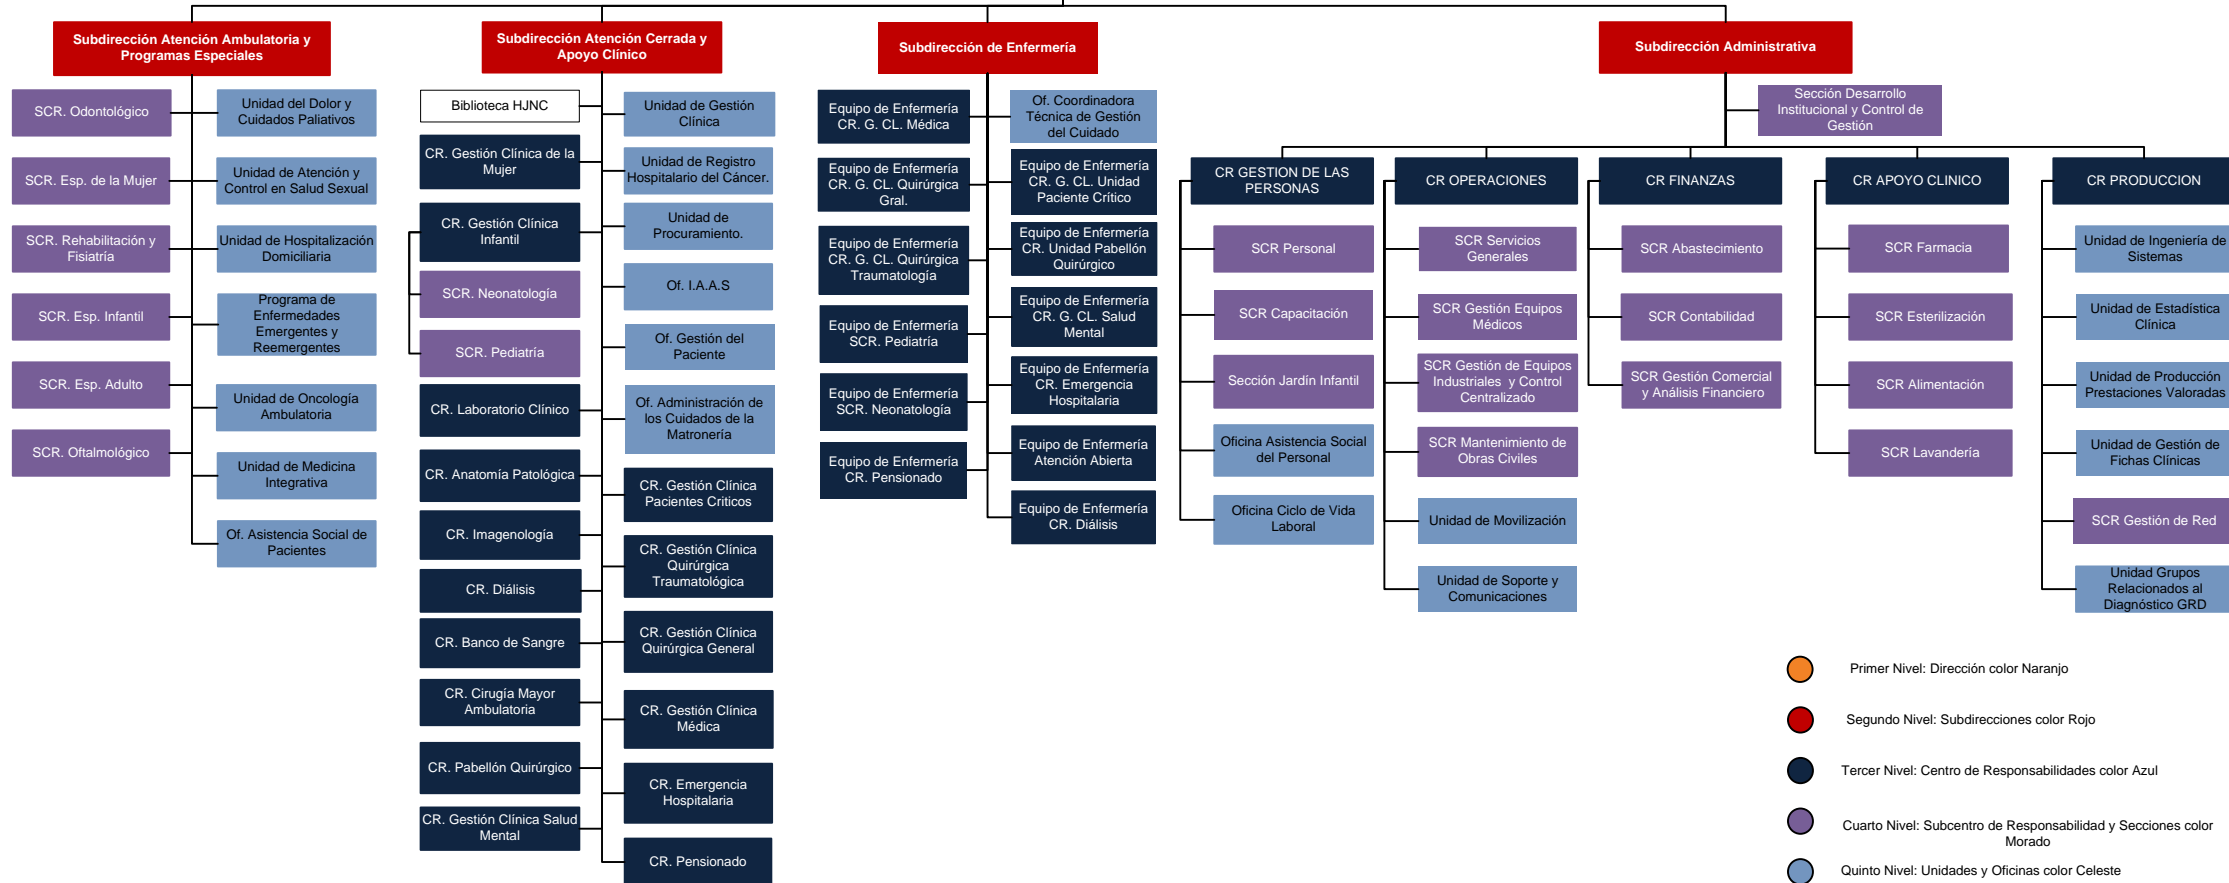 Subdirección Atención Ambulatoria y
Programas Especiales
SCR. Odontológico
Unidad del Dolor y
Cuidados Paliativos
SCR. Esp. de la Mujer
Unidad de Atención y
Control en Salud Sexual
SCR. Rehabilitación y
Fisiatría
Unidad de Hospitalización
Domiciliaria
SCR. Esp. Infantil
Programa de
Enfermedades
Emergentes y
Reemergentes
SCR. Esp. Adulto
Unidad de Oncología
Ambulatoria
SCR. Oftalmológico
Unidad de Medicina
Integrativa
Of. Asistencia Social de
Pacientes
Subdirección Atención Cerrada y
Apoyo Clínico
Biblioteca HJNC
Unidad de Gestión
Clínica
CR. Gestión Clínica de la
Mujer
Unidad de Registro
Hospitalario del Cáncer.
CR. Gestión Clínica
Infantil
Unidad de
Procuramiento.
SCR. Neonatología
Of. I.A.A.S
SCR. Pediatría
Of. Gestión del
Paciente
CR. Laboratorio Clínico
Of. Administración de
los Cuidados de la
Matronería
CR. Anatomía Patológica
CR. Gestión Clínica
Pacientes Criticos
CR. Imagenología
CR. Gestión Clínica
Quirúrgica
Traumatológica
CR. Diálisis
CR. Banco de Sangre
CR. Gestión Clínica
Quirúrgica General
CR. Cirugía Mayor
Ambulatoria
CR. Gestión Clínica
Médica
CR. Pabellón Quirúrgico
CR. Emergencia
Hospitalaria
CR. Gestión Clínica Salud
Mental
CR. Pensionado
Subdirección de Enfermería
Equipo de Enfermería
CR. G. CL. Médica
Of. Coordinadora
Técnica de Gestión
del Cuidado
Equipo de Enfermería
CR. G. CL. Quirúrgica
Gral.
Equipo de Enfermería
CR. G. CL. Unidad
Paciente Crítico
Equipo de Enfermería
CR. G. CL. Quirúrgica
Traumatología
Equipo de Enfermería
CR. Unidad Pabellón
Quirúrgico
Equipo de Enfermería
SCR. Pediatría
Equipo de Enfermería
CR. G. CL. Salud
Mental
Equipo de Enfermería
SCR. Neonatología
Equipo de Enfermería
CR. Emergencia
Hospitalaria
Equipo de Enfermería
CR. Pensionado
Equipo de Enfermería
Atención Abierta
Equipo de Enfermería
CR. Diálisis
Subdirección Administrativa
Sección Desarrollo
Institucional y Control de
Gestión
CR GESTION DE LAS
PERSONAS
SCR Personal
SCR Capacitación
Sección Jardín Infantil
Oficina Asistencia Social
del Personal
Oficina Ciclo de Vida
Laboral
CR OPERACIONES
SCR Servicios
Generales
SCR Gestión Equipos
Médicos
SCR Gestión de Equipos
Industriales y Control
Centralizado
SCR Mantenimiento de
Obras Civiles
Unidad de Movilización
Unidad de Soporte y
Comunicaciones
CR FINANZAS
SCR Abastecimiento
SCR Contabilidad
SCR Gestión Comercial
y Análisis Financiero
CR APOYO CLINICO
SCR Farmacia
SCR Esterilización
SCR Alimentación
SCR Lavandería
CR PRODUCCION
Unidad de Ingeniería de
Sistemas
Unidad de Estadística
Clínica
Unidad de Producción
Prestaciones Valoradas
Unidad de Gestión de
Fichas Clínicas
SCR Gestión de Red
Unidad Grupos
Relacionados al
Diagnóstico GRD
Primer Nivel: Dirección color Naranjo
Segundo Nivel: Subdirecciones color Rojo
Tercer Nivel: Centro de Responsabilidades color Azul
Cuarto Nivel: Subcentro de Responsabilidad y Secciones color
Morado
Quinto Nivel: Unidades y Oficinas color Celeste